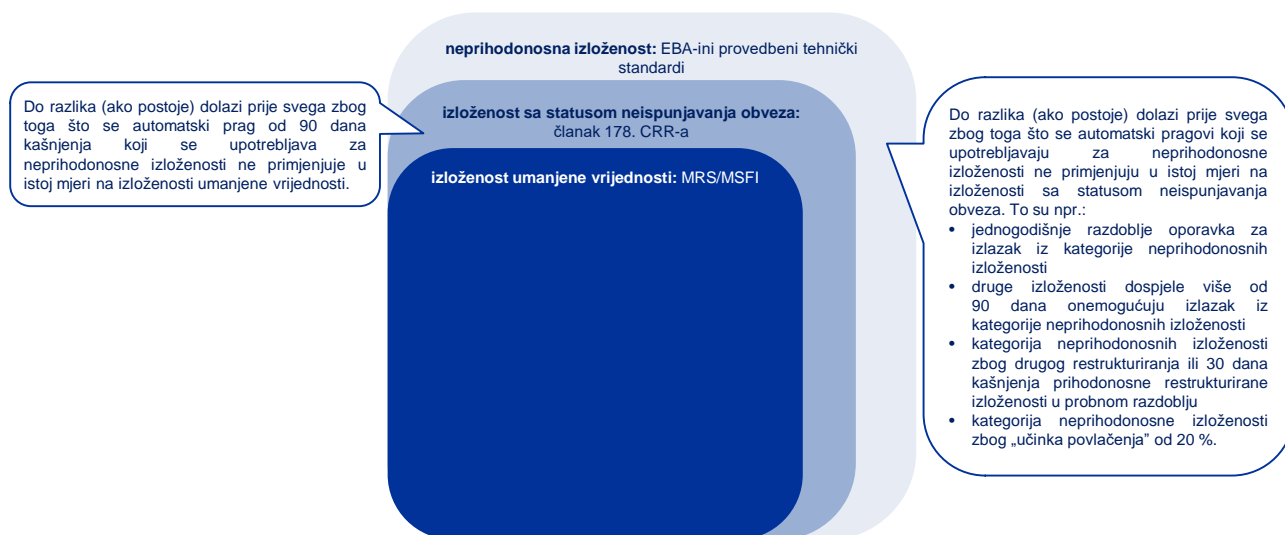 neprihodonosna izloženost: EBA-ini provedbeni tehnički
standardi
Do razlika (ako postoje) dolazi prije svega zbog
toga što se automatski prag od 90 dana
kašnjenja koji se upotrebljava za
neprihodonosne izloženosti ne primjenjuje u
istoj mjeri na izloženosti umanjene vrijednosti.
izloženost sa statusom neispunjavanja obveza:
članak 178. CRR-a
izloženost umanjene vrijednosti: MRS/MSFI
Do razlika (ako postoje) dolazi prije svega
zbog toga što se automatski pragovi koji se
upotrebljavaju za neprihodonosne
izloženosti ne primjenjuju u istoj mjeri na
izloženosti sa statusom neispunjavanja
obveza. To su npr.:
• jednogodišnje razdoblje oporavka za
izlazak iz kategorije neprihodonosnih
izloženosti
• druge izloženosti dospjele više od
90 dana onemogućuju izlazak iz
kategorije neprihodonosnih izloženosti
• kategorija neprihodonosnih izloženosti
zbog drugog restrukturiranja ili 30 dana
kašnjenja prihodonosne restrukturirane
izloženosti u probnom razdoblju
• kategorija neprihodonosne izloženosti
zbog „učinka povlačenja” od 20 %.